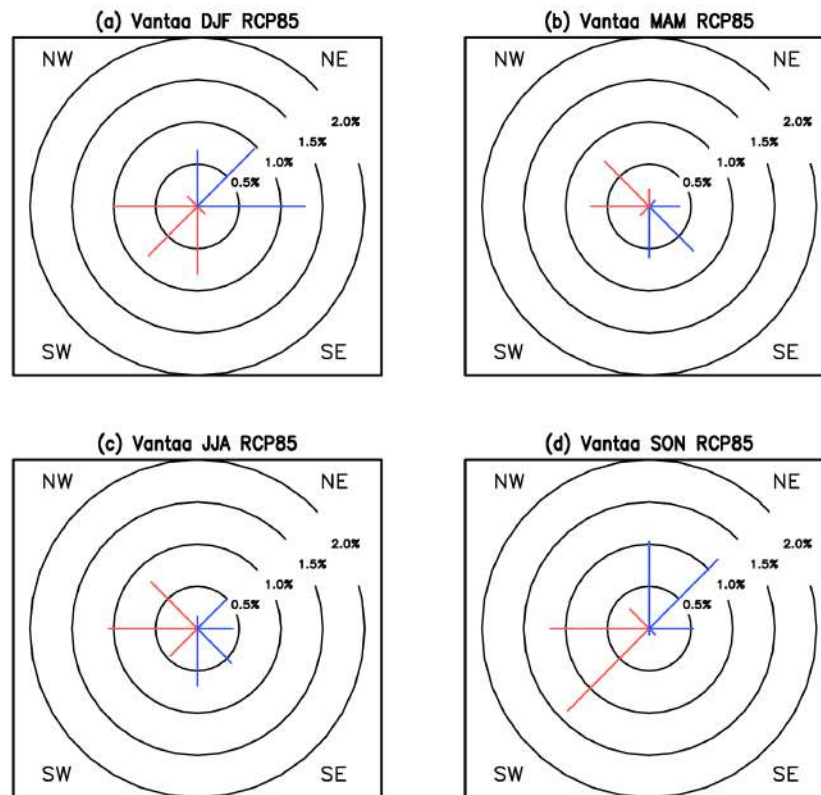 (a) Vantaa DJF RCP85
NW NE
2.0%
1.5%
1.0%
0.5%
SW SE
(b) Vantaa MAM RCP85
NW NE
2.0%
1.5%
1.0%
0.5%
SW SE
(c) Vantaa JJA RCP85
NW NE
2.0%
1.5%
1.0%
0.5%
SW SE
(d) Vantaa SON RCP85
NW NE
2.0%
1.5%
1.0%
0.5%
SW SE